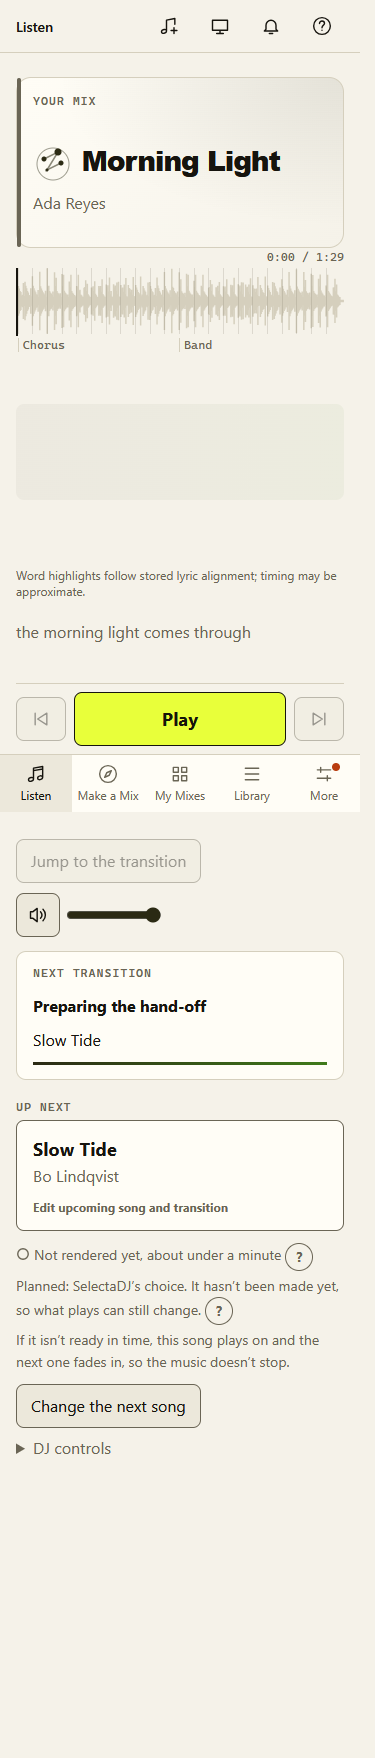 Listen
YOUR MIX
Morning Light
Ada Reyes
0:00 / 1:29
Chorus
Band
Word highlights follow stored lyric alignment; timing may be
approximate.
the morning light comes through
Play
Listen
Make a Mix
My Mixes
Library
More
Jump to the transition
NEXT TRANSITION
Preparing the hand-off
Slow Tide
UP NEXT
Slow Tide
Bo Lindqvist
Edit upcoming song and transition
Not rendered yet, about under a minute ?
Planned: SelectaDJ’s choice. It hasn’t been made yet,
so what plays can still change. ?
If it isn’t ready in time, this song plays on and the
next one fades in, so the music doesn’t stop.
Change the next song
DJ controls